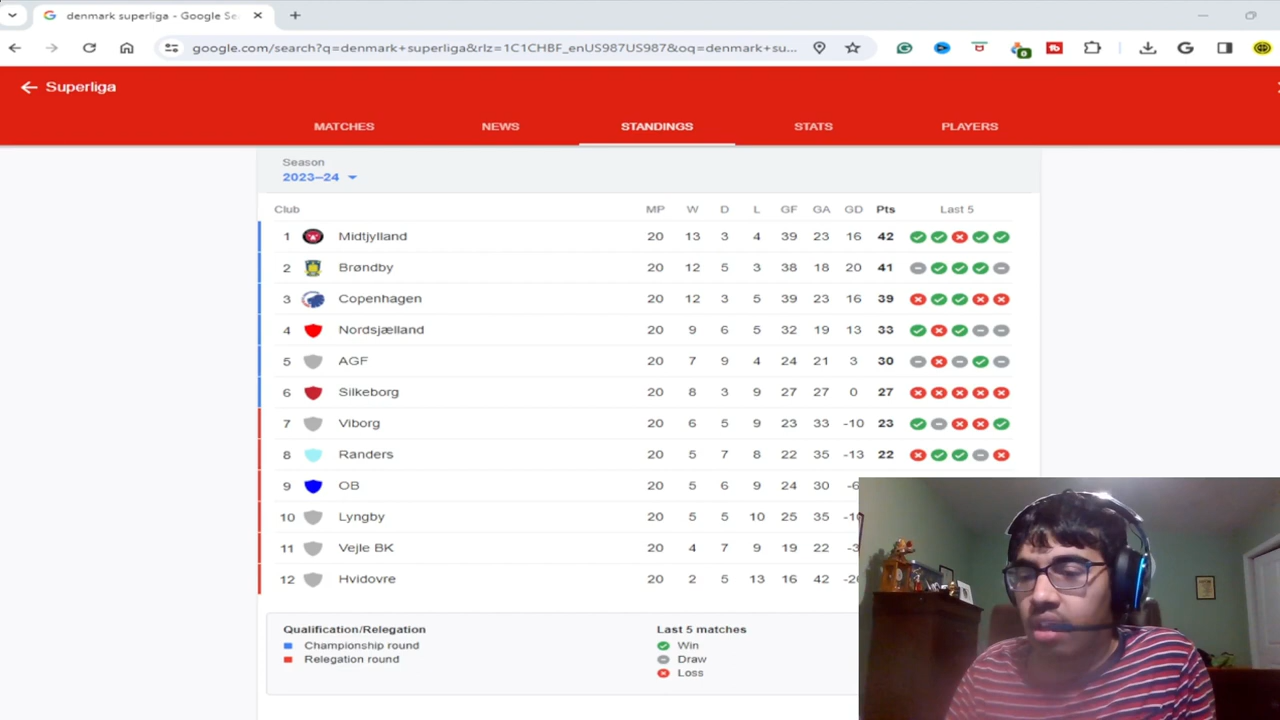 denmark superliga - Google Se
google.com/search?q=denmark+superliga&rlz=1C1CHBF_enUS987US987&oq=denmark+su...
Superliga
MATCHES NEWS STANDINGS STATS PLAYERS
Season
2023–24
Club MP W D L GF GA GD Pts Last 5
1 Midtjylland 20 13 3 4 39 23 16 42
2 Brøndby 20 12 5 3 38 18 20 41
3 Copenhagen 20 12 3 5 39 23 16 39
4 Nordsjælland 20 9 6 5 32 19 13 33
5 AGF 20 7 9 4 24 21 3 30
6 Silkeborg 20 8 3 9 27 27 0 27
7 Viborg 20 6 5 9 23 33 -10 23
8 Randers 20 5 7 8 22 35 -13 22
9 OB 20 5 6 9 24 30 -6
10 Lyngby 20 5 5 10 25 35
11 Vejle BK 20 4 7 9 19 22 -3
12 Hvidovre 20 2 5 13 16 42
Qualification/Relegation
Championship round
Relegation round
Last 5 matches
Win
Draw
Loss